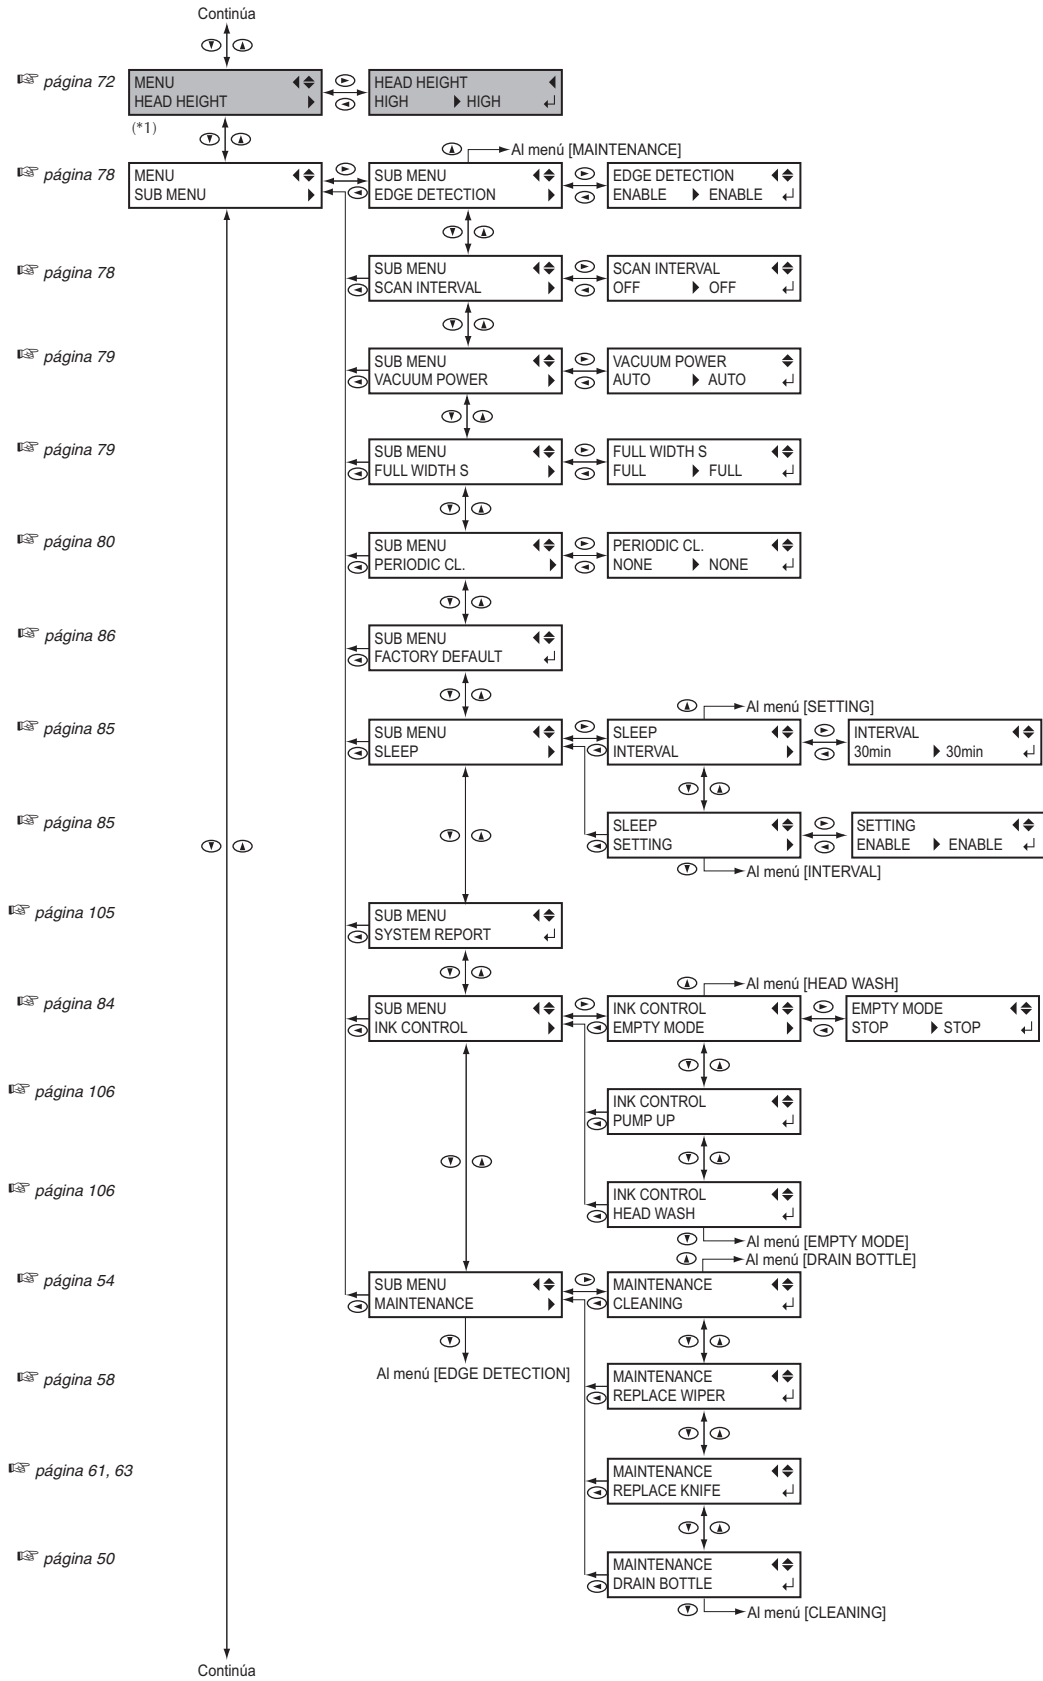 Continúa
☞ página 72
MENU
HEAD HEIGHT
HEAD HEIGHT
HIGH HIGH
(*1)
Al menú [MAINTENANCE]
☞ página 78
MENU
SUB MENU
SUB MENU
EDGE DETECTION
EDGE DETECTION
ENABLE ENABLE
☞ página 78
SUB MENU
SCAN INTERVAL
SCAN INTERVAL
OFF OFF
☞ página 79
SUB MENU
VACUUM POWER
VACUUM POWER
AUTO AUTO
☞ página 79
SUB MENU
FULL WIDTH S
FULL WIDTH S
FULL FULL
☞ página 80
SUB MENU
PERIODIC CL.
PERIODIC CL.
NONE NONE
☞ página 86
SUB MENU
FACTORY DEFAULT
Al menú [SETTING]
☞ página 85
SUB MENU
SLEEP
SLEEP
INTERVAL
INTERVAL
30min 30min
☞ página 85
SLEEP
SETTING
SETTING
ENABLE ENABLE
Al menú [INTERVAL]
☞ página 105
SUB MENU
SYSTEM REPORT
Al menú [HEAD WASH]
☞ página 84
SUB MENU
INK CONTROL
INK CONTROL
EMPTY MODE
EMPTY MODE
STOP STOP
☞ página 106
INK CONTROL
PUMP UP
☞ página 106
INK CONTROL
HEAD WASH
Al menú [EMPTY MODE]
Al menú [DRAIN BOTTLE]
☞ página 54
SUB MENU
MAINTENANCE
MAINTENANCE
CLEANING
Al menú [EDGE DETECTION]
☞ página 58
MAINTENANCE
REPLACE WIPER
☞ página 61, 63
MAINTENANCE
REPLACE KNIFE
☞ página 50
MAINTENANCE
DRAIN BOTTLE
Al menú [CLEANING]
Continúa